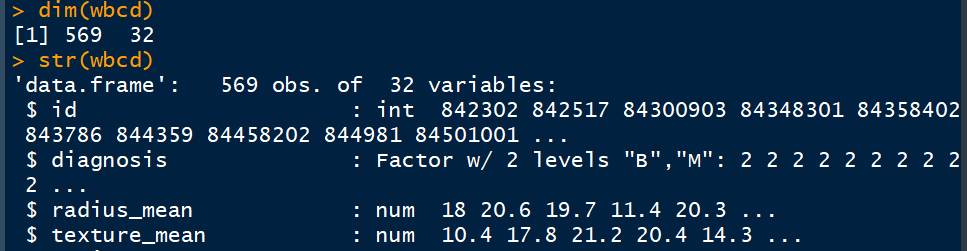 > dim(wbcd)
[1] 569  32
> str(wbcd)
'data.frame':   569 obs. of  32 variables:
 $ id                     : int  842302 842517 84300903 84348301 84358402
843786 844359 84458202 844981 84501001 ...
 $ diagnosis              : Factor w/ 2 levels "B","M": 2 2 2 2 2 2 2 2 2
2 ...
 $ radius_mean            : num  18 20.6 19.7 11.4 20.3 ...
 $ texture_mean           : num  10.4 17.8 21.2 20.4 14.3 ...